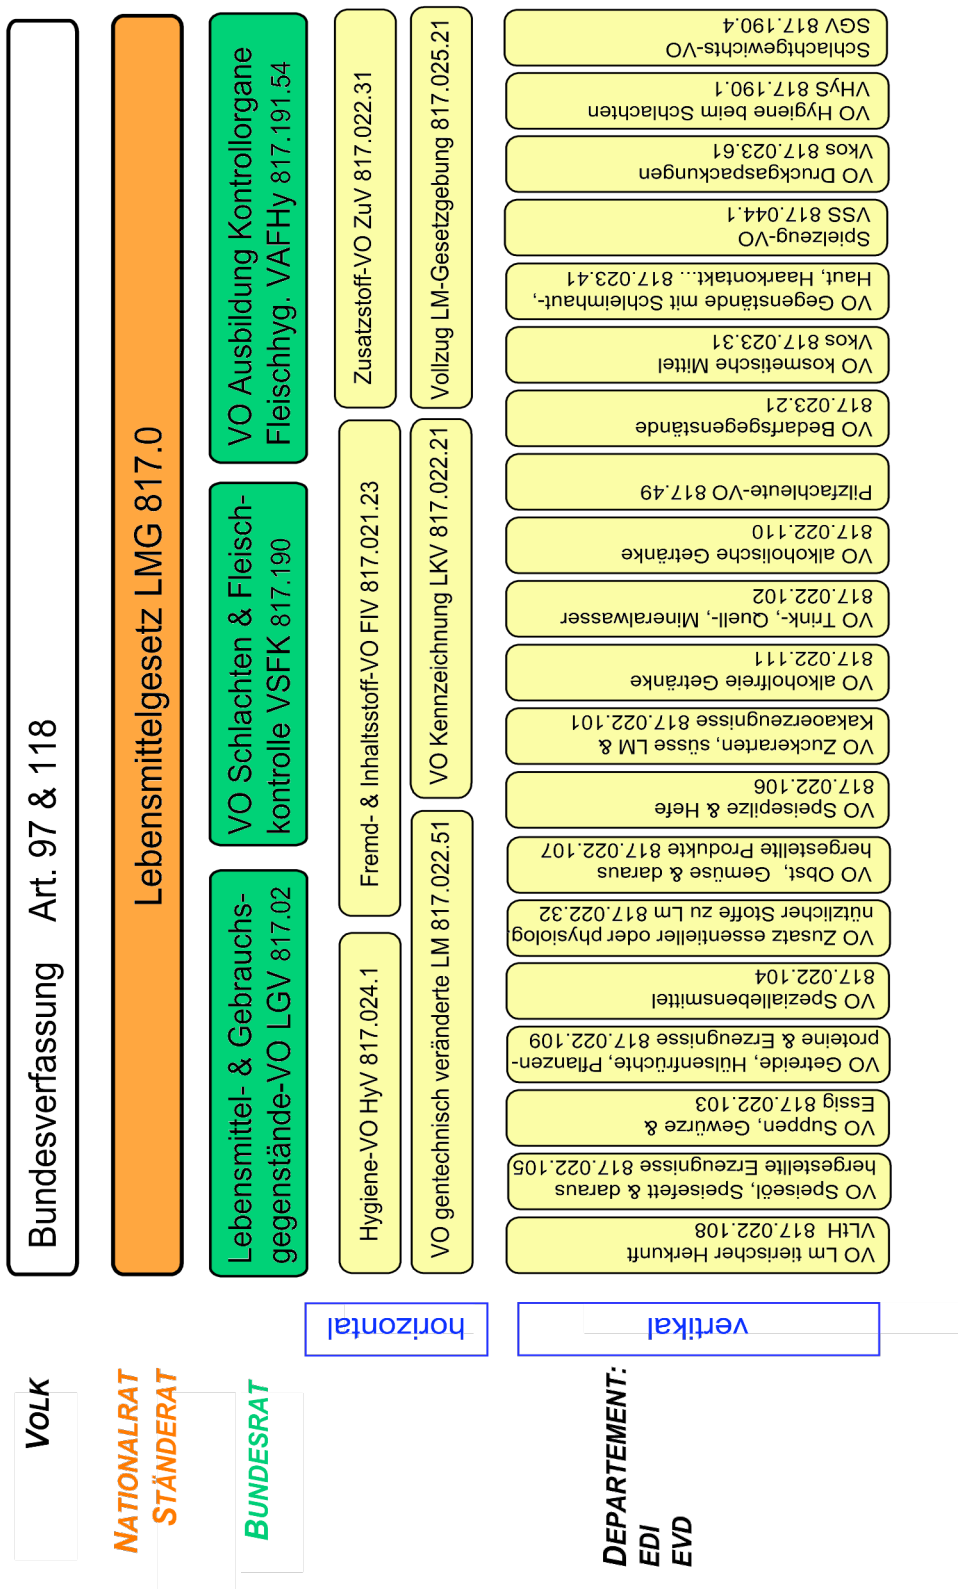 VOLK
Bundesverfassung Art. 97 & 118
NATIONALRAT
STÄNDERAT
Lebensmittelgesetz LMG 817.0
BUNDESRAT
Lebensmittel- & Gebrauchs-
gegenstände-VO LGV 817.02
VO Schlachten & Fleisch-
kontrolle VSFK 817.190
VO Ausbildung Kontrollorgane
Fleischhyg. VAFHy 817.191.54
horizontal
Hygiene-VO HyV 817.024.1
Fremd- & Inhaltsstoff-VO FIV 817.021.23
Zusatzstoff-VO ZuV 817.022.31
VO gentechnisch veränderte LM 817.022.51
VO Kennzeichnung LKV 817.022.21
Vollzug LM-Gesetzgebung 817.025.21
DEPARTEMENT:
EDI
EVD
vertikal
VO Lm tierischer Herkunft
VLtH 817.022.108
VO Speiseöl, Speisefett & daraus
hergestellte Erzeugnisse 817.022.105
VO Suppen, Gewürze &
Essig 817.022.103
VO Getreide, Hülsenfrüchte, Pflanzen-
proteine & Erzeugnisse 817.022.109
VO Speziallebensmittel
817.022.104
VO Zusatz essentieller oder physiolog.
nützlicher Stoffe zu Lm 817.022.32
VO Obst, Gemüse & daraus
hergestellte Produkte 817.022.107
VO Speisepilze & Hefe
817.022.106
VO Zuckerarten, süsse LM &
Kakaoerzeugnisse 817.022.101
VO alkoholfreie Getränke
817.022.111
VO Trink-, Quell-, Mineralwasser
817.022.102
VO alkoholische Getränke
817.022.110
Pilzfachleute-VO 817.49
VO Bedarfsgegenstände
817.023.21
VO kosmetische Mittel
Vkos 817.023.31
VO Gegenstände mit Schleimhaut-,
Haut, Haarkontakt... 817.023.41
Spielzeug-VO
VSS 817.044.1
VO Druckgaspackungen
Vkos 817.023.61
VO Hygiene beim Schlachten
VHyS 817.190.1
Schlachtgewichts-VO
SGV 817.190.4